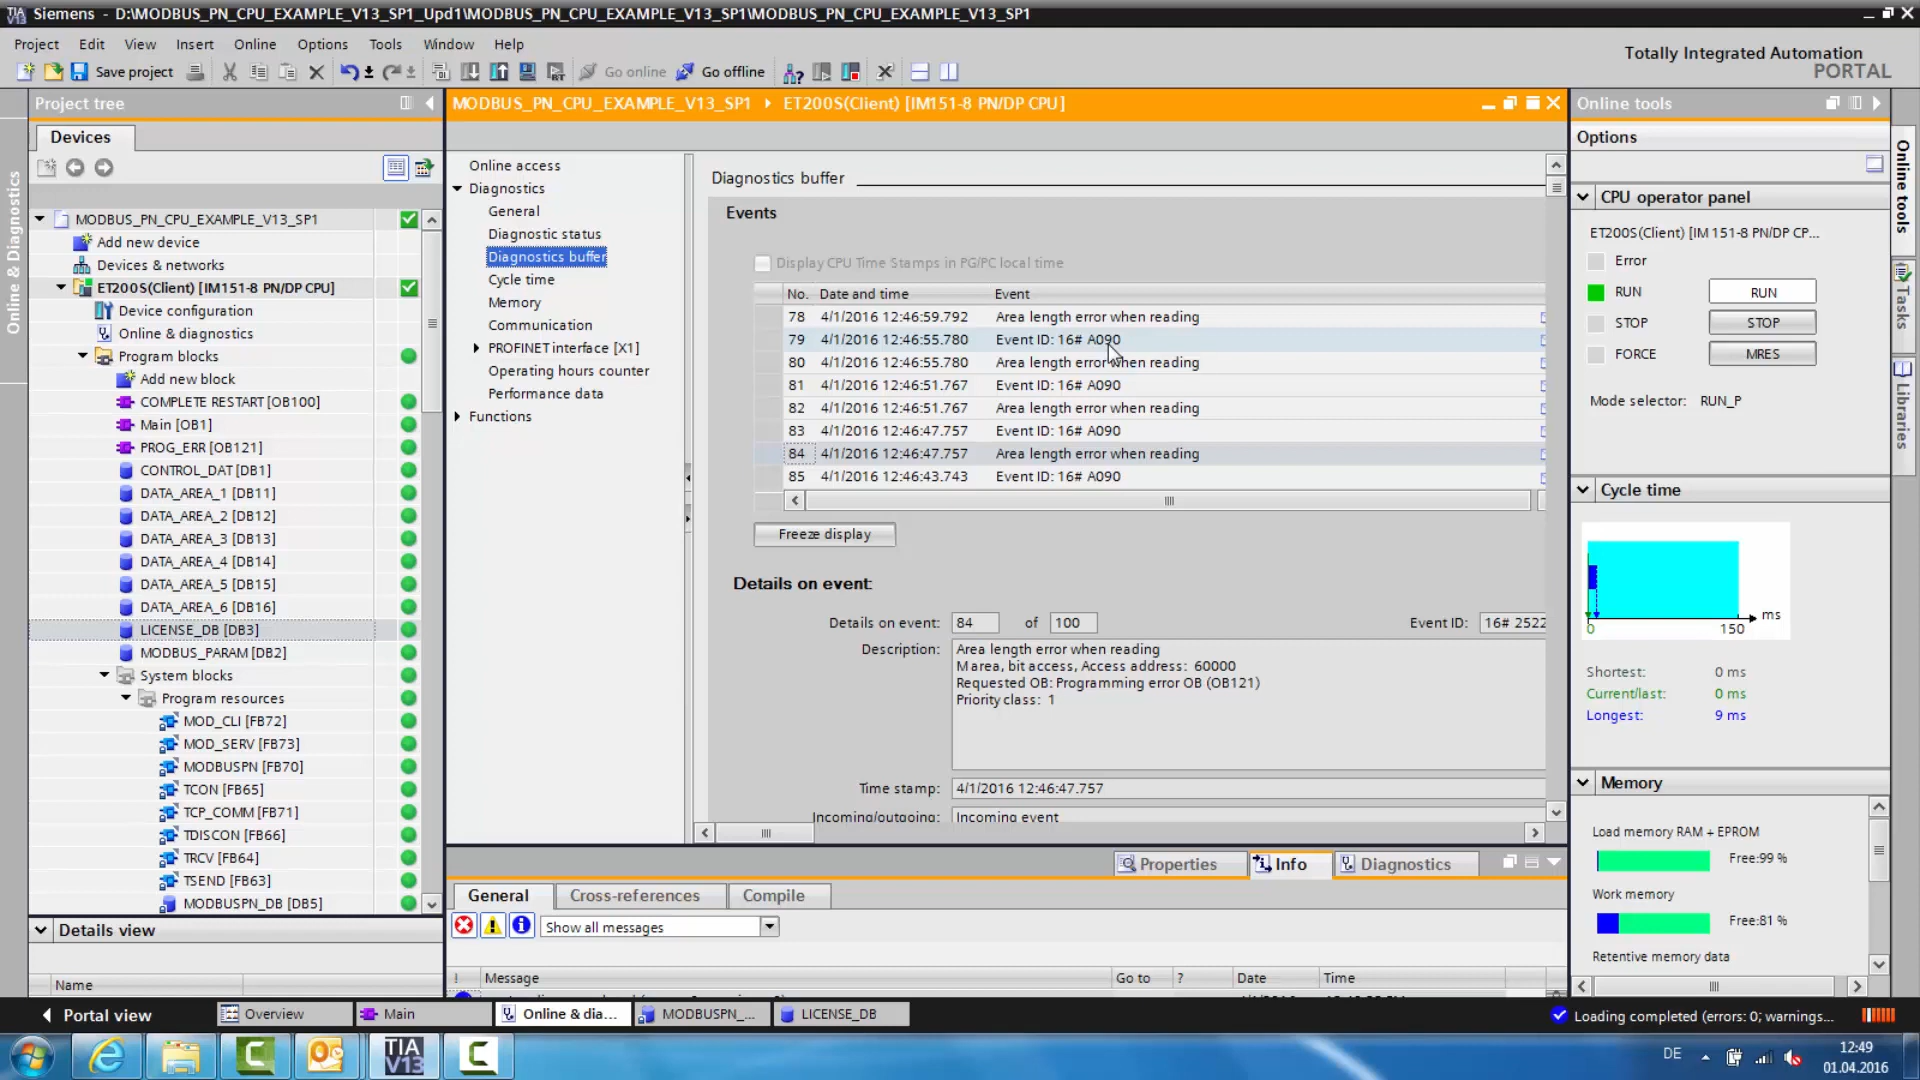 Siemens - D:\MODBUS_PN_CPU_EXAMPLE_V13_SP1_Upd1\MODBUS_PN_CPU_EXAMPLE_V13_SP1\MODBUS_PN_CPU_EXAMPLE_V13_SP1
Project Edit View Insert Online Options Tools Window Help
Totally Integrated Automation
PORTAL
Save project Go online Go offline
Project tree
MODBUS_PN_CPU_EXAMPLE_V13_SP1 ET200S(Client) [IM151-8 PN/DP CPU]
Online tools
Devices
Options
Online & Diagnostics
MODBUS_PN_CPU_EXAMPLE_V13_SP1
Add new device
Devices & networks
ET200S(Client) [IM151-8 PN/DP CPU]
Device configuration
Online & diagnostics
Program blocks
Add new block
COMPLETE RESTART [OB100]
Main [OB1]
PROG_ERR [OB121]
CONTROL_DAT [DB1]
DATA_AREA_1 [DB11]
DATA_AREA_2 [DB12]
DATA_AREA_3 [DB13]
DATA_AREA_4 [DB14]
DATA_AREA_5 [DB15]
DATA_AREA_6 [DB16]
LICENSE_DB [DB3]
MODBUS_PARAM [DB2]
System blocks
Program resources
MOD_CLI [FB72]
MOD_SERV [FB73]
MODBUSPN [FB70]
TCON [FB65]
TCP_COMM [FB71]
TDISCON [FB66]
TRCV [FB64]
TSEND [FB63]
MODBUSPN_DB [DB5]
Details view
Name
Online access
Diagnostics
General
Diagnostic status
Diagnostics buffer
Cycle time
Memory
Communication
PROFINET interface [X1]
Operating hours counter
Performance data
Functions
Diagnostics buffer
Events
Display CPU Time Stamps in PG/PC local time
No. Date and time Event
78 4/1/2016 12:46:59.792 Area length error when reading
79 4/1/2016 12:46:55.780 Event ID: 16# A090
80 4/1/2016 12:46:55.780 Area length error when reading
81 4/1/2016 12:46:51.767 Event ID: 16# A090
82 4/1/2016 12:46:51.767 Area length error when reading
83 4/1/2016 12:46:47.757 Event ID: 16# A090
84 4/1/2016 12:46:47.757 Area length error when reading
85 4/1/2016 12:46:43.743 Event ID: 16# A090
Freeze display
Details on event:
Details on event: 84 of 100 Event ID: 16# 2522
Description: Area length error when reading
M area, bit access, Access address: 60000
Requested OB: Programming error OB (OB121)
Priority class: 1
Time stamp: 4/1/2016 12:46:47.757
Incoming/outgoing: Incoming event
Properties Info Diagnostics
General Cross-references Compile
Show all messages
! Message Go to ? Date Time
CPU operator panel
ET200S(Client) [IM 151-8 PN/DP CP...
Error
RUN RUN
STOP STOP
FORCE MRES
Mode selector: RUN_P
Cycle time
ms
0 150
Shortest: 0 ms
Current/last: 0 ms
Longest: 9 ms
Memory
Load memory RAM + EPROM
Free:99 %
Work memory
Free:81 %
Retentive memory data
Online tools
Tasks
Libraries
Portal view Overview Main Online & dia... MODBUSPN_... LICENSE_DB
Loading completed (errors: 0; warnings...
TIA
V13
DE
12:49
01.04.2016